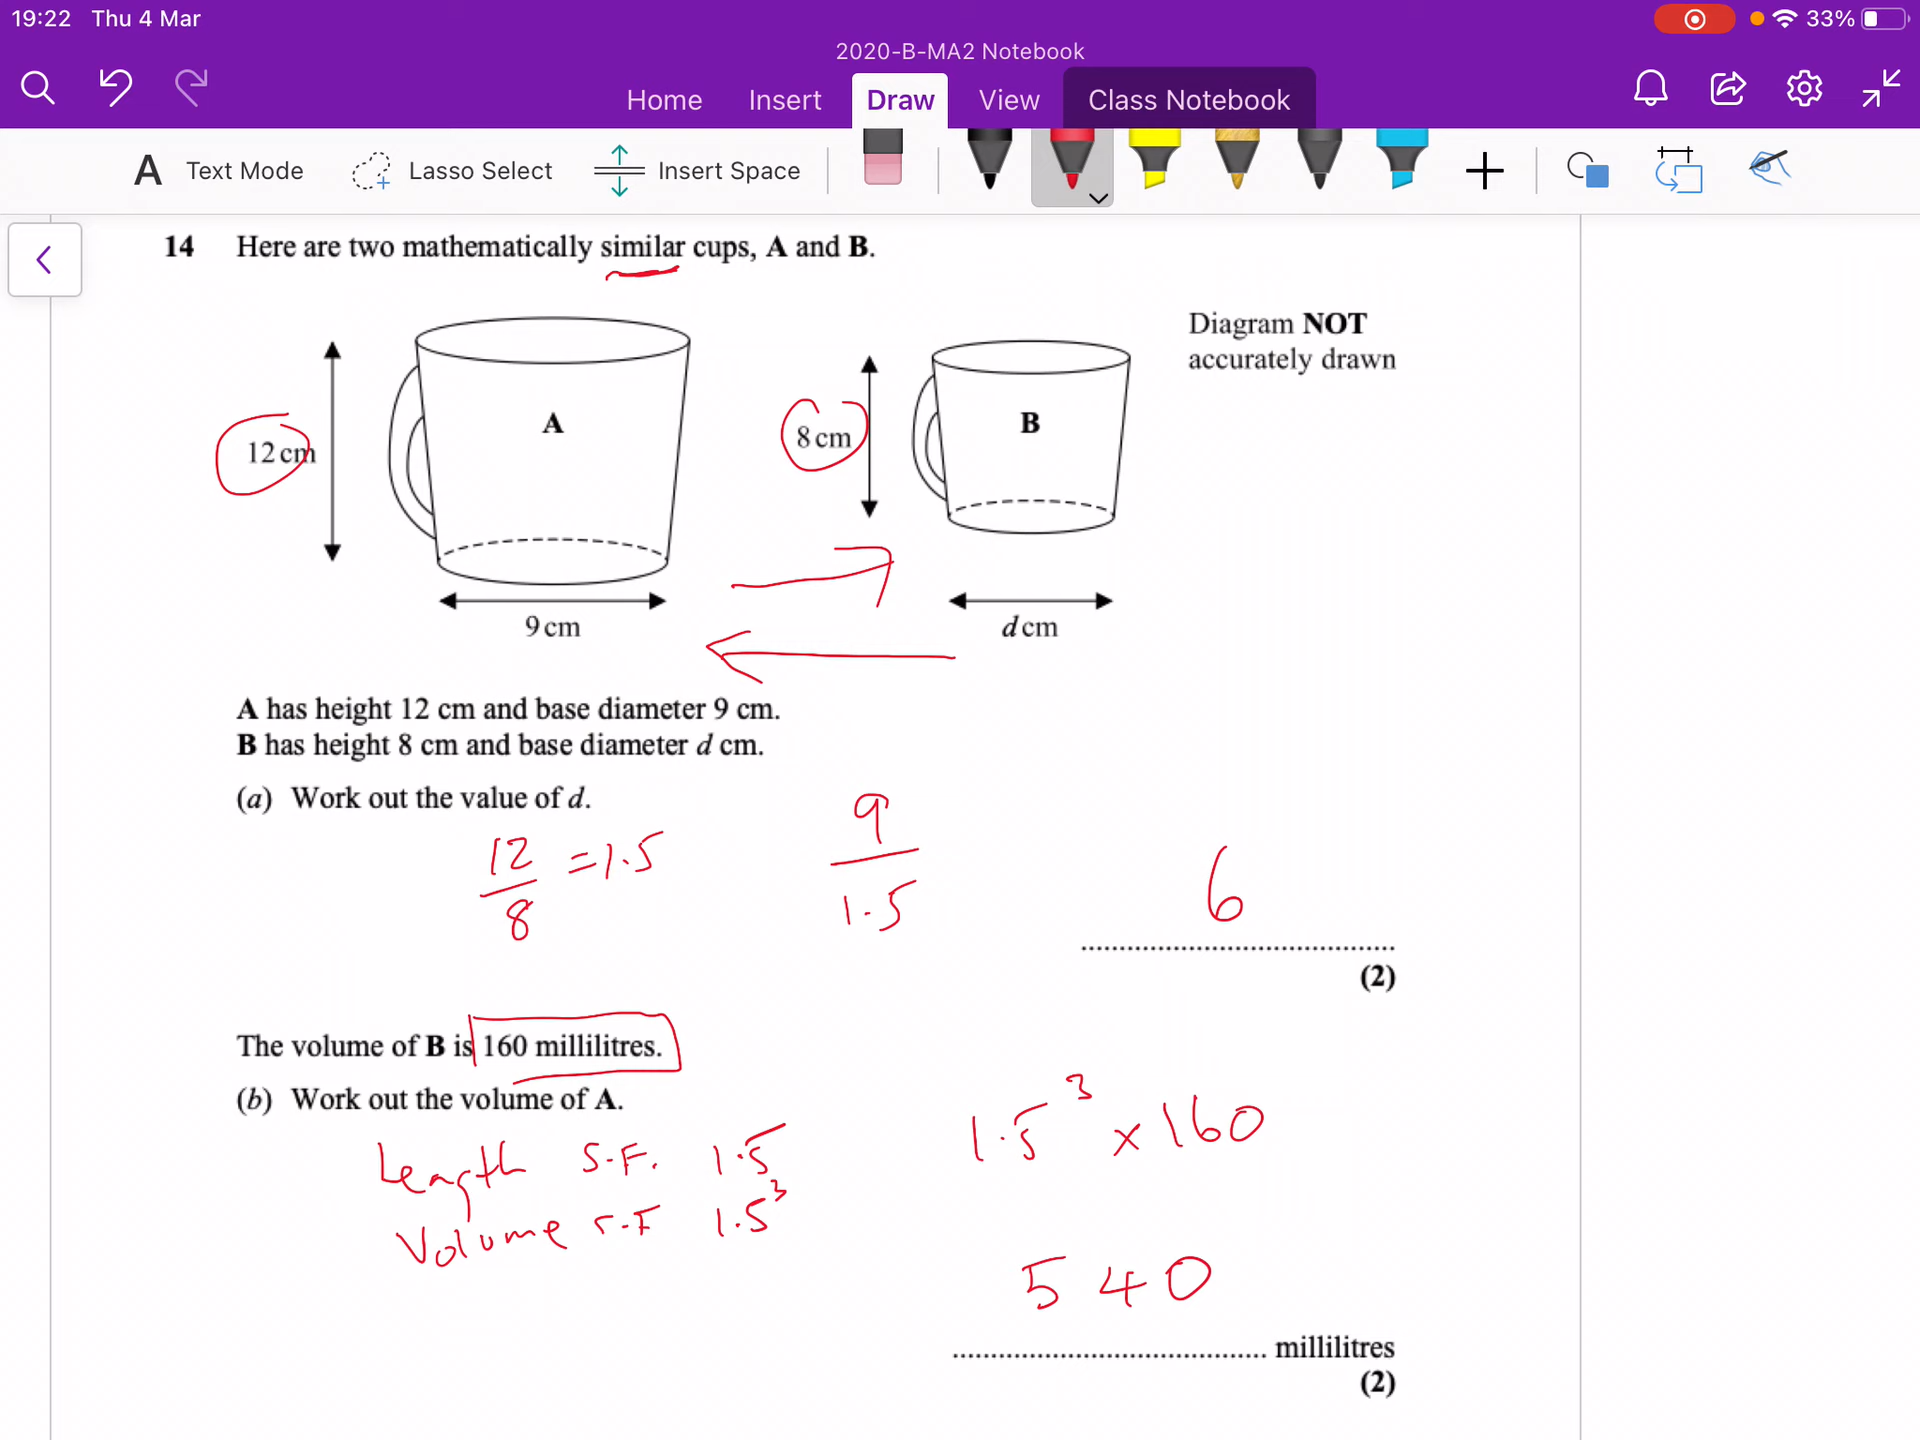 19:22 Thu 4 Mar
33%
2020-B-MA2 Notebook
Home Insert Draw View Class Notebook
A Text Mode Lasso Select Insert Space
14 Here are two mathematically similar cups, A and B.
Diagram NOT
accurately drawn
12 cm
A
8 cm
B
9 cm
d cm
A has height 12 cm and base diameter 9 cm.
B has height 8 cm and base diameter d cm.
(a) Work out the value of d.
12/8 = 1.5
9/1.5
6
(2)
The volume of B is 160 millilitres.
(b) Work out the volume of A.
Length S.F. 1.5
Volume S.F 1.5³
1.5³ × 160
540
millilitres
(2)